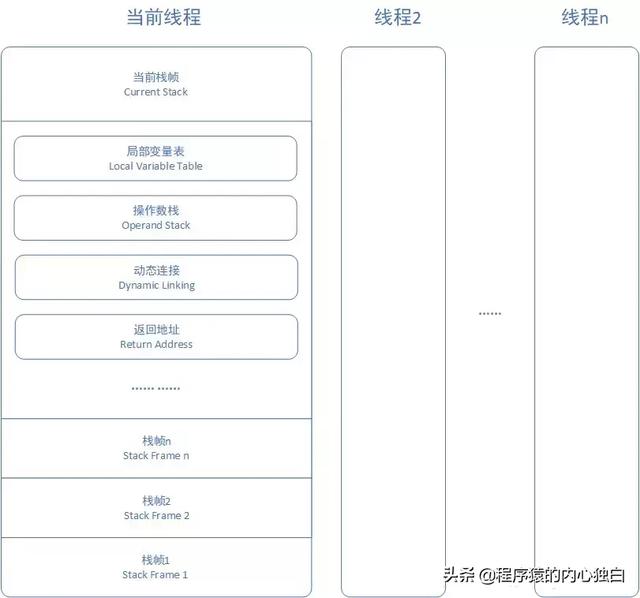 当前线程
线程2
线程n
当前栈帧
Current Stack
局部变量表
Local Variable Table
操作数栈
Operand Stack
动态连接
Dynamic Linking
返回地址
Return Address
...... ......
......
栈帧n
Stack Frame n
栈帧2
Stack Frame 2
栈帧1
Stack Frame 1
头条 @程序猿的内心独白